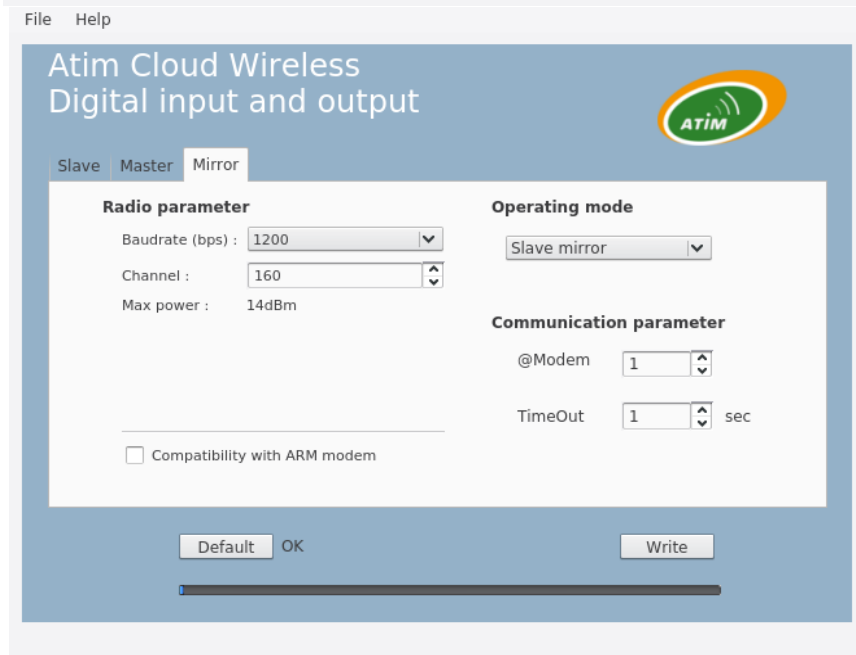 File Help
Atim Cloud Wireless
Digital input and output
ATiM
Slave Master Mirror
Radio parameter
Baudrate (bps) : 1200
Channel : 160
Max power : 14dBm
Compatibility with ARM modem
Operating mode
Slave mirror
Communication parameter
@Modem 1
TimeOut 1 sec
Default OK Write